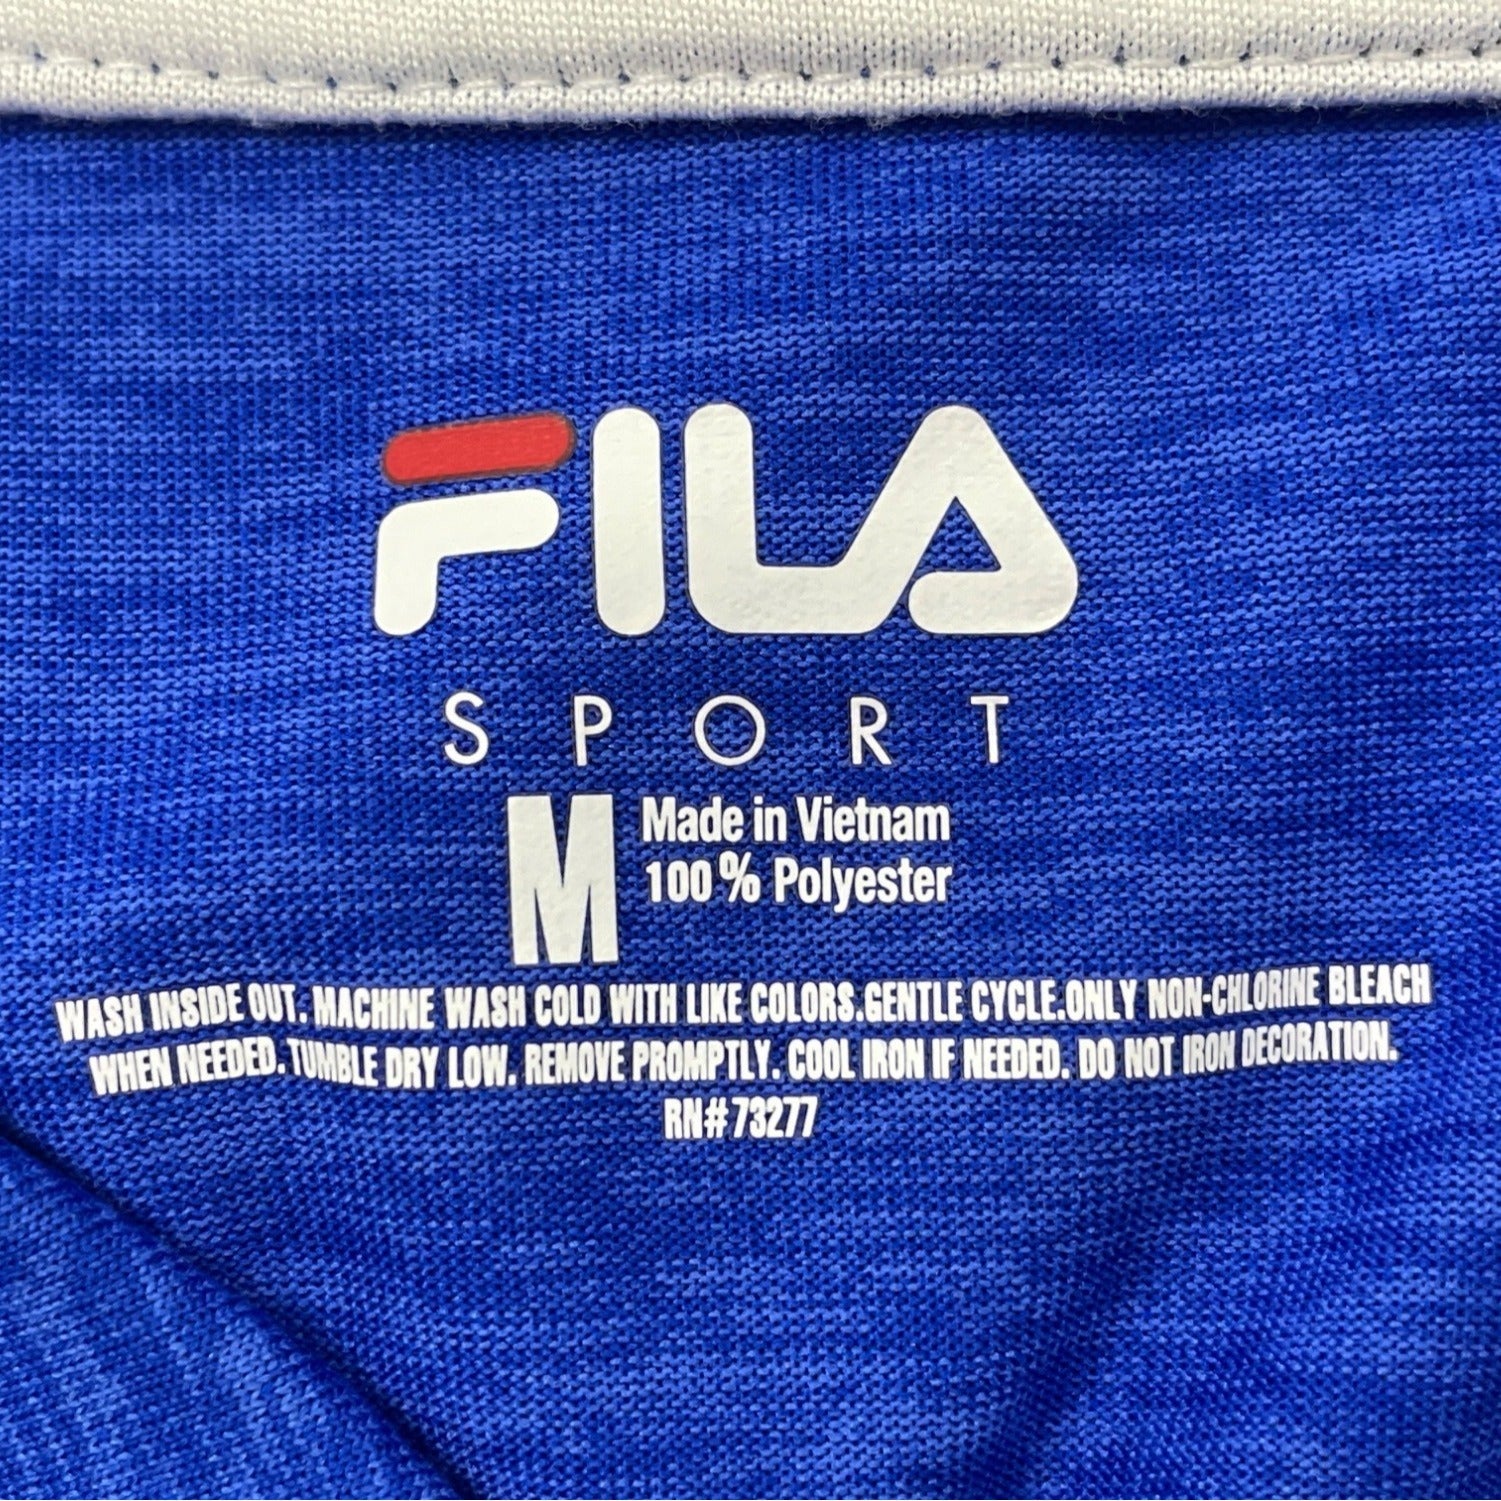 FILA
SPORT
M
Made in Vietnam
100% Polyester
WASH INSIDE OUT. MACHINE WASH COLD WITH LIKE COLORS.GENTLE CYCLE.ONLY NON-CHLORINE BLEACH
WHEN NEEDED. TUMBLE DRY LOW. REMOVE PROMPTLY. COOL IRON IF NEEDED. DO NOT IRON DECORATION.
RN#73277